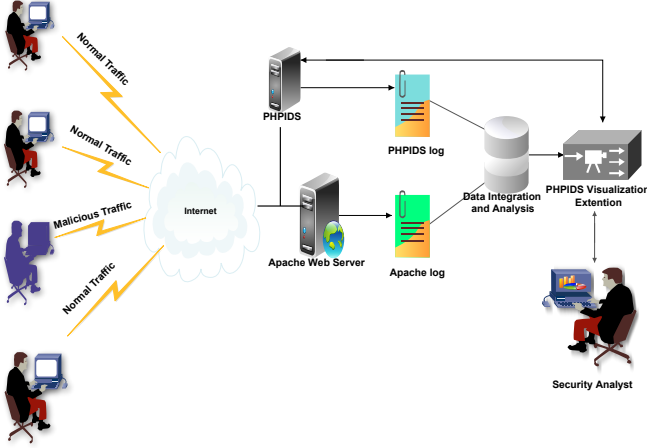 Normal Traffic
Normal Traffic
Malicious Traffic
Normal Traffic
Internet
PHPIDS
Apache Web Server
PHPIDS log
Apache log
Data Integration
and Analysis
PHPIDS Visualization
Extention
Security Analyst